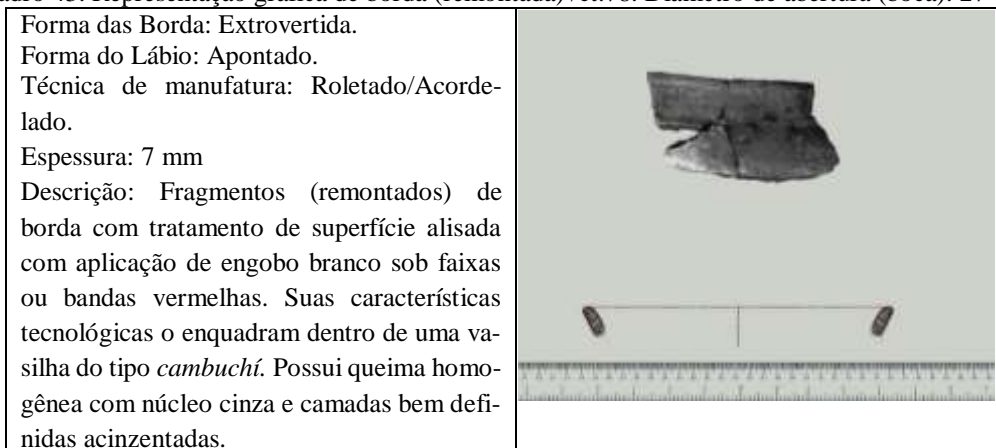 Forma das Borda: Extrovertida.
Forma do Lábio: Apontado.
Técnica de manufatura: Roletado/Acorde-
lado.
Espessura: 7 mm
Descrição: Fragmentos (remontados) de
borda com tratamento de superfície alisada
com aplicação de engobo branco sob faixas
ou bandas vermelhas. Suas características
tecnológicas o enquadram dentro de uma va-
silha do tipo cambuchí. Possui queima homo-
gênea com núcleo cinza e camadas bem defi-
nidas acinzentadas.